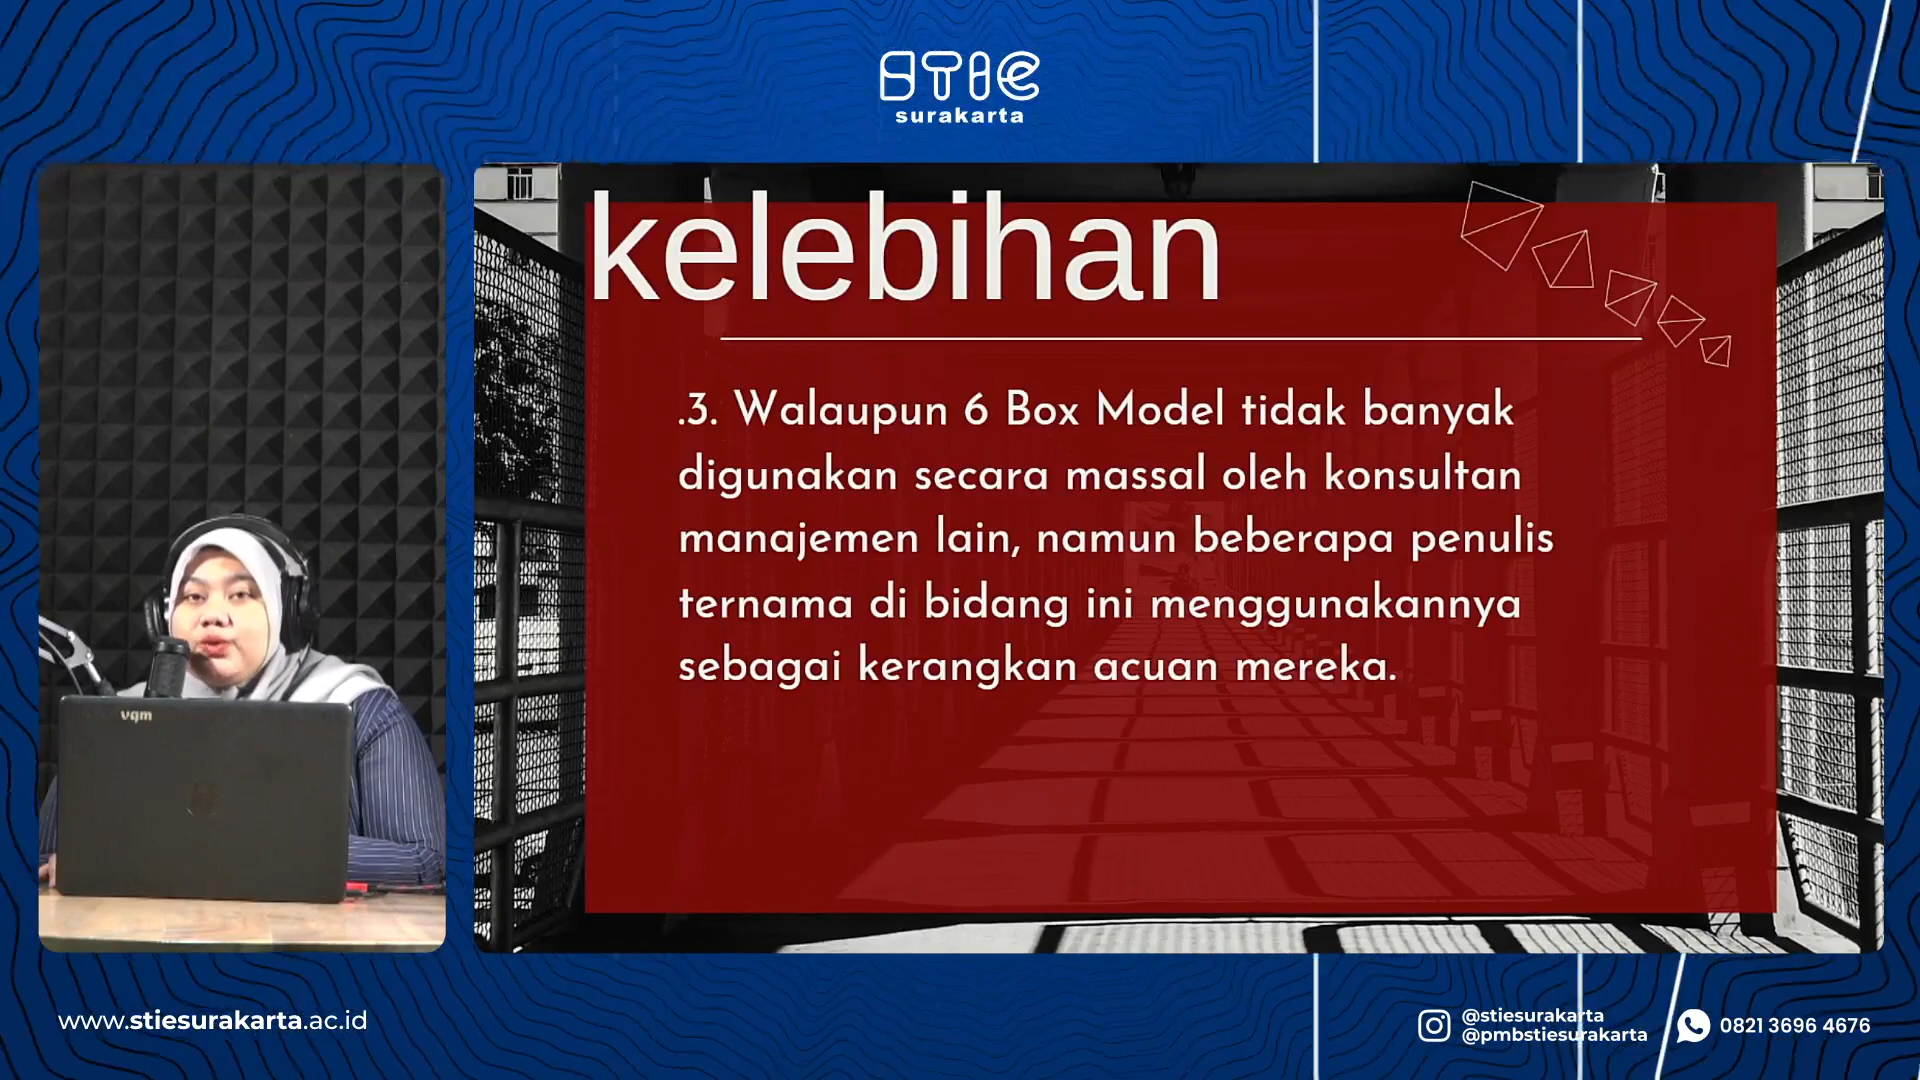 STIE
surakarta
kelebihan
.3. Walaupun 6 Box Model tidak banyak
digunakan secara massal oleh konsultan
manajemen lain, namun beberapa penulis
ternama di bidang ini menggunakannya
sebagai kerangkan acuan mereka.
vqm
www.stiesurakarta.ac.id
@stiesurakarta
@pmbstiesurakarta
0821 3696 4676